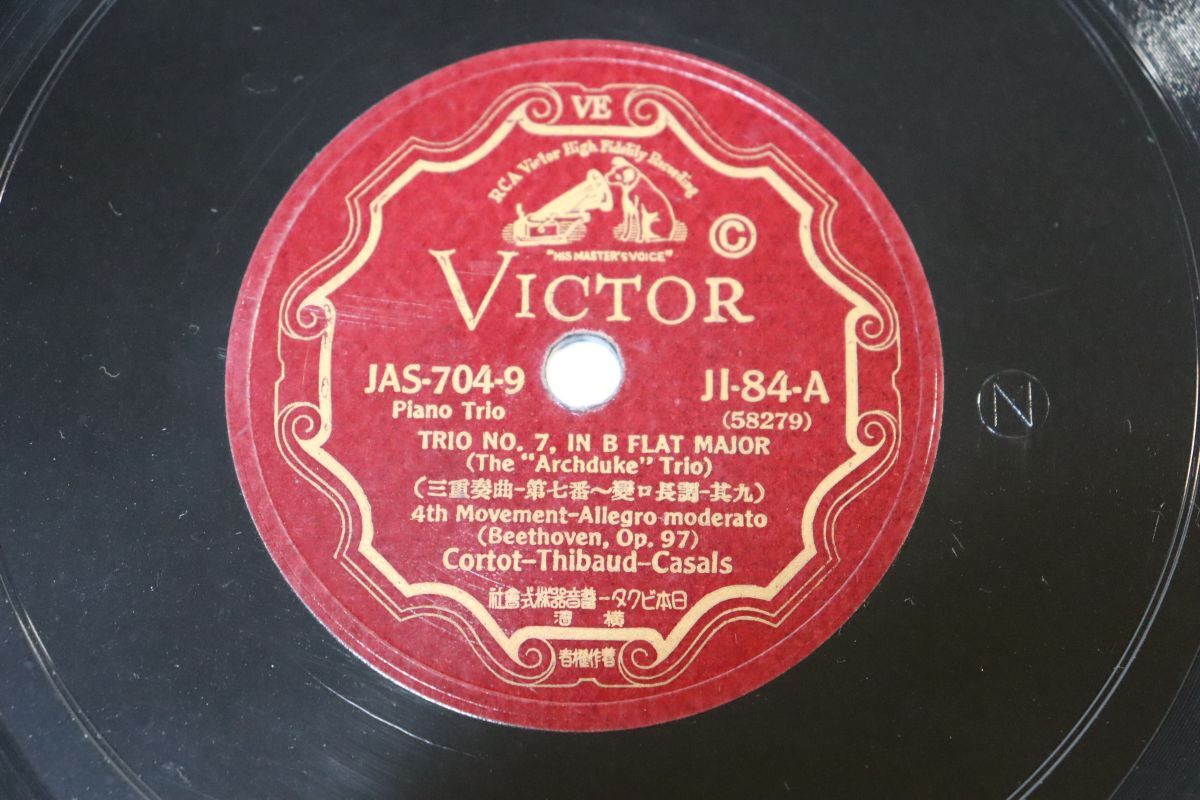 VE
RCA Victor High Fidelity Recording
"HIS MASTER'S VOICE"
©
VICTOR
JAS-704-9
Piano Trio
JI-84-A
(58279)
TRIO NO. 7, IN B FLAT MAJOR
(The "Archduke" Trio)
(三重奏曲-第七番〜變ロ長調-其九)
4th Movement-Allegro moderato
(Beethoven, Op. 97)
Cortot-Thibaud-Casals
社會式株器音蓄ータクビ本日
濱横
者權作著
N